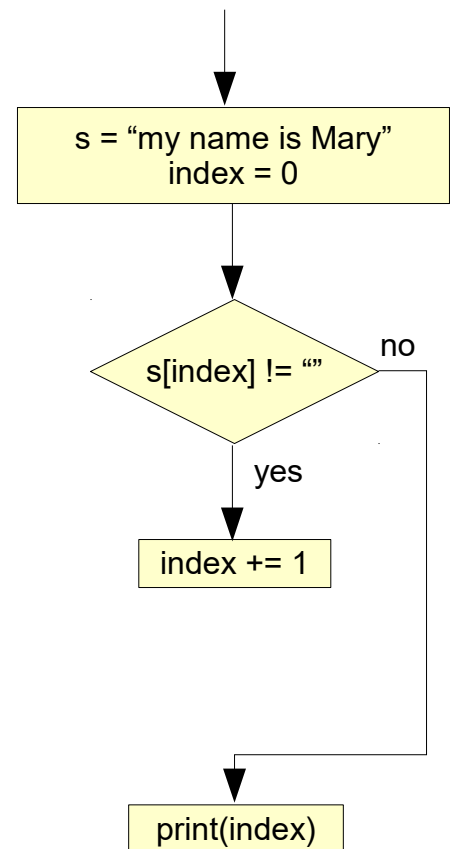 s = “my name is Mary”
index = 0
s[index] != “”
no
yes
index += 1
print(index)